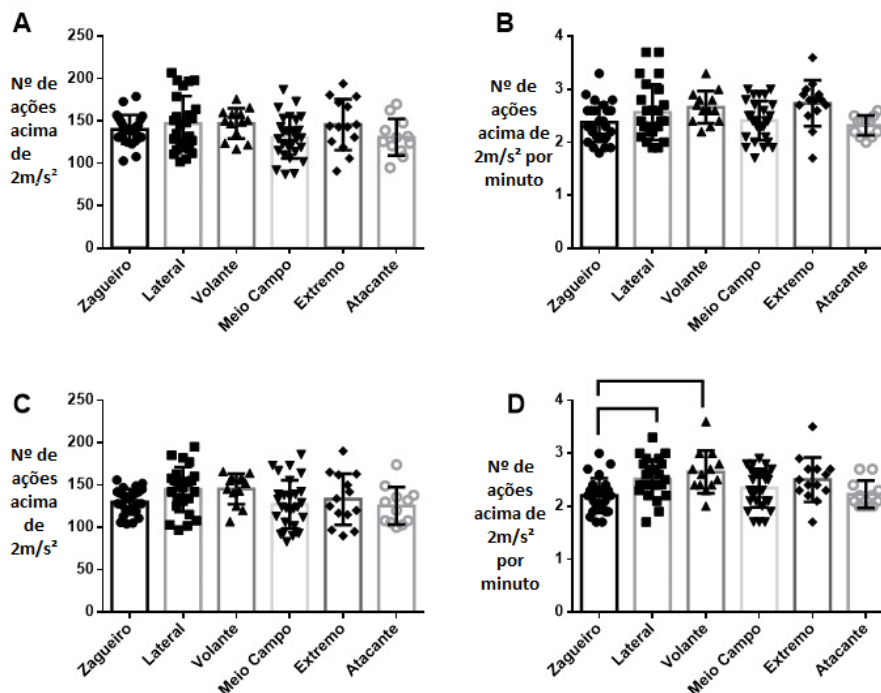 A
Nº de
ações
acima
de
2m/s²
250
200
150
100
50
0
Zagueiro
Lateral
Volante
Meio Campo
Extremo
Atacante
B
Nº de
ações
acima de
2m/s² por
minuto
4
3
2
1
0
Zagueiro
Lateral
Volante
Meio Campo
Extremo
Atacante
C
Nº de
ações
acima
de
2m/s²
250
200
150
100
50
0
Zagueiro
Lateral
Volante
Meio Campo
Extremo
Atacante
D
Nº de
ações
acima de
2m/s²
por
minuto
4
3
2
1
0
Zagueiro
Lateral
Volante
Meio Campo
Extremo
Atacante